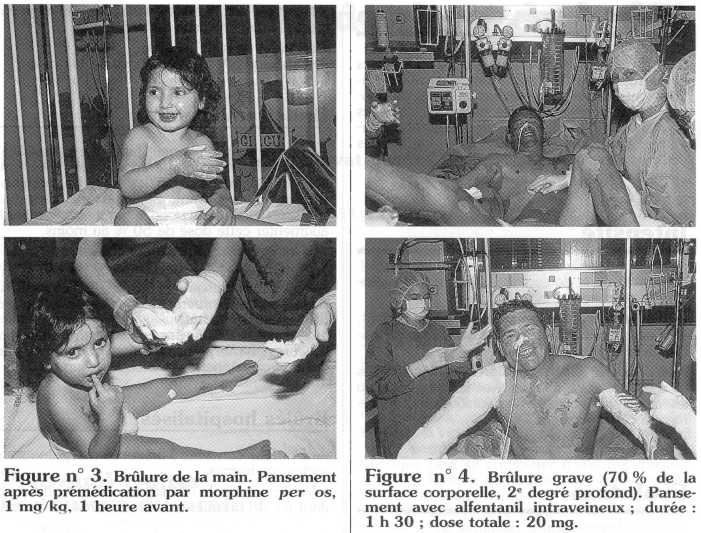 Figure n° 3. Brûlure de la main. Pansement
après prémédication par morphine per os,
1 mg/kg, 1 heure avant.
Figure n° 4. Brûlure grave (70 % de la
surface corporelle, 2e degré profond). Panse-
ment avec alfentanil intraveineux ; durée :
1 h 30 ; dose totale : 20 mg.